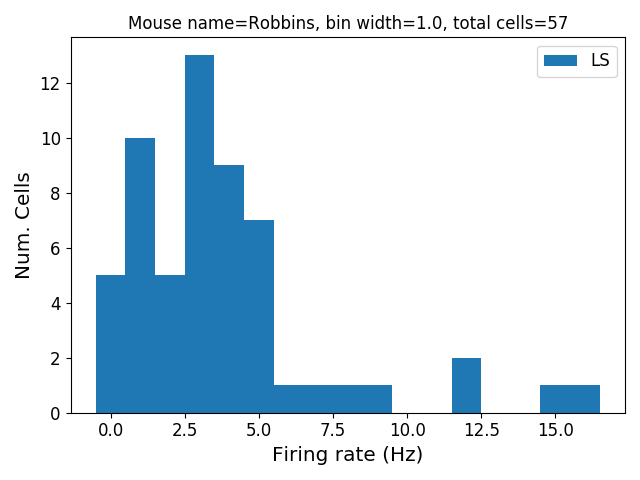 Mouse name=Robbins, bin width=1.0, total cells=57
LS
12
10
8
6
4
2
0
Num. Cells
0.0 2.5 5.0 7.5 10.0 12.5 15.0
Firing rate (Hz)